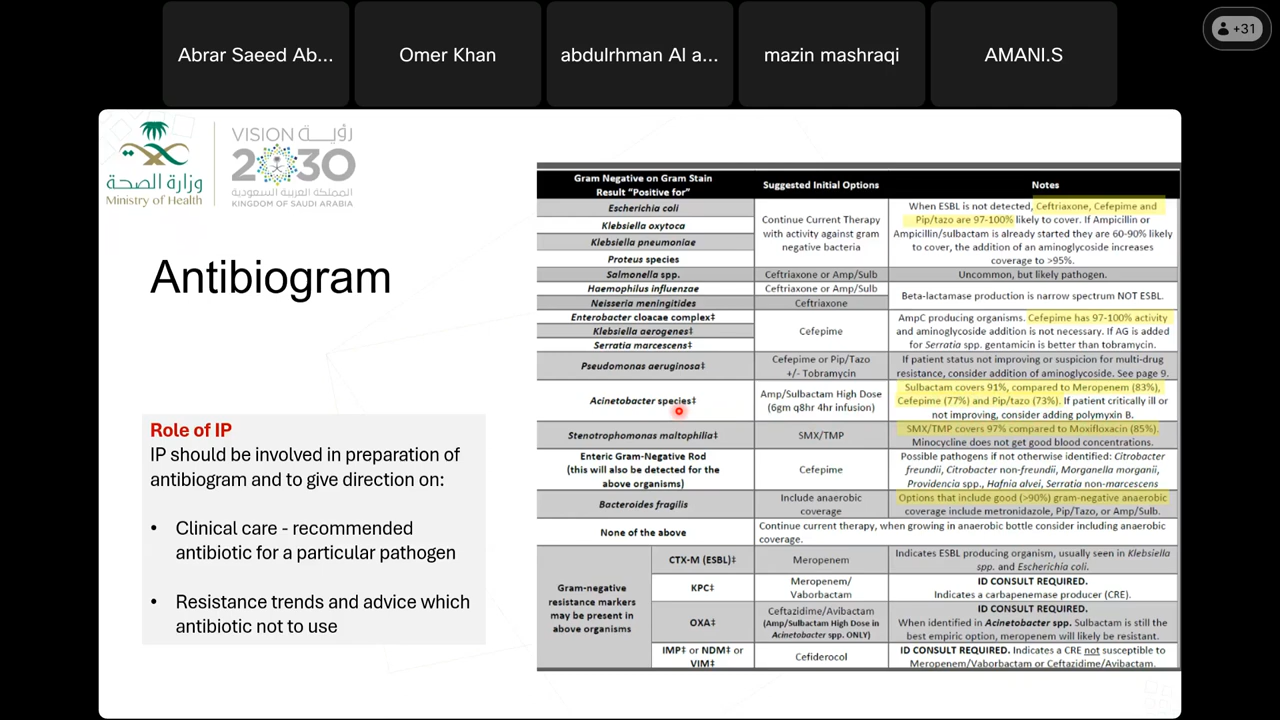 Abrar Saeed Ab...
Omer Khan
abdulrhman Al a...
mazin mashraqi
AMANI.S
+31
وزارة الصحة
Ministry of Health
VISION رؤيـــة
2030
المملكة العربية السعودية
KINGDOM OF SAUDI ARABIA
Antibiogram
Role of IP
IP should be involved in preparation of
antibiogram and to give direction on:
• Clinical care - recommended
antibiotic for a particular pathogen
• Resistance trends and advice which
antibiotic not to use
Gram Negative on Gram Stain
Result "Positive for"
Suggested Initial Options
Notes
Escherichia coli
Klebsiella oxytoca
Klebsiella pneumoniae
Proteus species
Continue Current Therapy
with activity against gram
negative bacteria
When ESBL is not detected, Ceftriaxone, Cefepime and
Pip/tazo are 97-100% likely to cover. If Ampicillin or
Ampicillin/sulbactam is already started they are 60-90% likely
to cover, the addition of an aminoglycoside increases
coverage to >95%.
Salmonella spp.
Ceftriaxone or Amp/Sulb
Uncommon, but likely pathogen.
Haemophilus influenzae
Ceftriaxone or Amp/Sulb
Neisseria meningitides
Ceftriaxone
Beta-lactamase production is narrow spectrum NOT ESBL.
Enterobacter cloacae complex‡
Klebsiella aerogenes‡
Serratia marcescens‡
Cefepime
AmpC producing organisms. Cefepime has 97-100% activity
and aminoglycoside addition is not necessary. If AG is added
for Serratia spp. gentamicin is better than tobramycin.
Pseudomonas aeruginosa‡
Cefepime or Pip/Tazo
+/- Tobramycin
If patient status not improving or suspicion for multi-drug
resistance, consider addition of aminoglycoside. See page 9.
Acinetobacter species‡
Amp/Sulbactam High Dose
(6gm q8hr 4hr infusion)
Sulbactam covers 91%, compared to Meropenem (83%),
Cefepime (77%) and Pip/tazo (73%). If patient critically ill or
not improving, consider adding polymyxin B.
Stenotrophomonas maltophilia‡
SMX/TMP
SMX/TMP covers 97% compared to Moxifloxacin (85%).
Minocycline does not get good blood concentrations.
Enteric Gram-Negative Rod
(this will also be detected for the
above organisms)
Cefepime
Possible pathogens if not otherwise identified: Citrobacter
freundii, Citrobacter non-freundii, Morganella morganii,
Providencia spp., Hafnia alvei, Serratia non-marcescens
Bacteroides fragilis
Include anaerobic
coverage
Options that include good (>90%) gram-negative anaerobic
coverage include metronidazole, Pip/Tazo, or Amp/Sulb.
None of the above
Continue current therapy, when growing in anaerobic bottle consider including anaerobic
coverage.
Gram-negative
resistance markers
may be present in
above organisms
CTX-M (ESBL)‡
Meropenem
Indicates ESBL producing organism, usually seen in Klebsiella
spp. and Escherichia coli.
KPC‡
Meropenem/
Vaborbactam
ID CONSULT REQUIRED.
Indicates a carbapenemase producer (CRE).
OXA‡
Ceftazidime/Avibactam
(Amp/Sulbactam High Dose in
Acinetobacter spp. ONLY)
ID CONSULT REQUIRED.
When identified in Acinetobacter spp. Sulbactam is still the
best empiric option, meropenem will likely be resistant.
IMP‡ or NDM‡ or
VIM‡
Cefiderocol
ID CONSULT REQUIRED. Indicates a CRE not susceptible to
Meropenem/Vaborbactam or Ceftazidime/Avibactam.